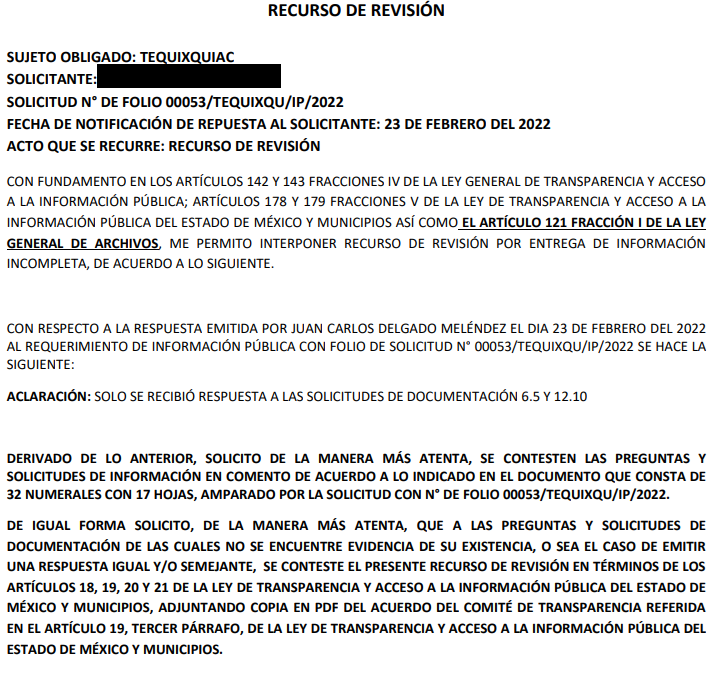 RECURSO DE REVISIÓN
SUJETO OBLIGADO: TEQUIXQUIAC
SOLICITANTE:
SOLICITUD N° DE FOLIO 00053/TEQUIXQU/IP/2022
FECHA DE NOTIFICACIÓN DE REPUESTA AL SOLICITANTE: 23 DE FEBRERO DEL 2022
ACTO QUE SE RECURRE: RECURSO DE REVISIÓN
CON FUNDAMENTO EN LOS ARTÍCULOS 142 Y 143 FRACCIONES IV DE LA LEY GENERAL DE TRANSPARENCIA Y ACCESO
A LA INFORMACIÓN PÚBLICA; ARTÍCULOS 178 Y 179 FRACCIONES V DE LA LEY DE TRANSPARENCIA Y ACCESO A LA
INFORMACIÓN PÚBLICA DEL ESTADO DE MÉXICO Y MUNICIPIOS ASÍ COMO EL ARTÍCULO 121 FRACCIÓN I DE LA LEY
GENERAL DE ARCHIVOS, ME PERMITO INTERPONER RECURSO DE REVISIÓN POR ENTREGA DE INFORMACIÓN
INCOMPLETA, DE ACUERDO A LO SIGUIENTE.
CON RESPECTO A LA RESPUESTA EMITIDA POR JUAN CARLOS DELGADO MELÉNDEZ EL DIA 23 DE FEBRERO DEL 2022
AL REQUERIMIENTO DE INFORMACIÓN PÚBLICA CON FOLIO DE SOLICITUD N° 00053/TEQUIXQU/IP/2022 SE HACE LA
SIGUIENTE:
ACLARACIÓN: SOLO SE RECIBIÓ RESPUESTA A LAS SOLICITUDES DE DOCUMENTACIÓN 6.5 Y 12.10
DERIVADO DE LO ANTERIOR, SOLICITO DE LA MANERA MÁS ATENTA, SE CONTESTEN LAS PREGUNTAS Y
SOLICITUDES DE INFORMACIÓN EN COMENTO DE ACUERDO A LO INDICADO EN EL DOCUMENTO QUE CONSTA DE
32 NUMERALES CON 17 HOJAS, AMPARADO POR LA SOLICITUD CON N° DE FOLIO 00053/TEQUIXQU/IP/2022.
DE IGUAL FORMA SOLICITO, DE LA MANERA MÁS ATENTA, QUE A LAS PREGUNTAS Y SOLICITUDES DE
DOCUMENTACIÓN DE LAS CUALES NO SE ENCUENTRE EVIDENCIA DE SU EXISTENCIA, O SEA EL CASO DE EMITIR
UNA RESPUESTA IGUAL Y/O SEMEJANTE, SE CONTESTE EL PRESENTE RECURSO DE REVISIÓN EN TÉRMINOS DE LOS
ARTÍCULOS 18, 19, 20 Y 21 DE LA LEY DE TRANSPARENCIA Y ACCESO A LA INFORMACIÓN PÚBLICA DEL ESTADO DE
MÉXICO Y MUNICIPIOS, ADJUNTANDO COPIA EN PDF DEL ACUERDO DEL COMITÉ DE TRANSPARENCIA REFERIDA
EN EL ARTÍCULO 19, TERCER PÁRRAFO, DE LA LEY DE TRANSPARENCIA Y ACCESO A LA INFORMACIÓN PÚBLICA DEL
ESTADO DE MÉXICO Y MUNICIPIOS.